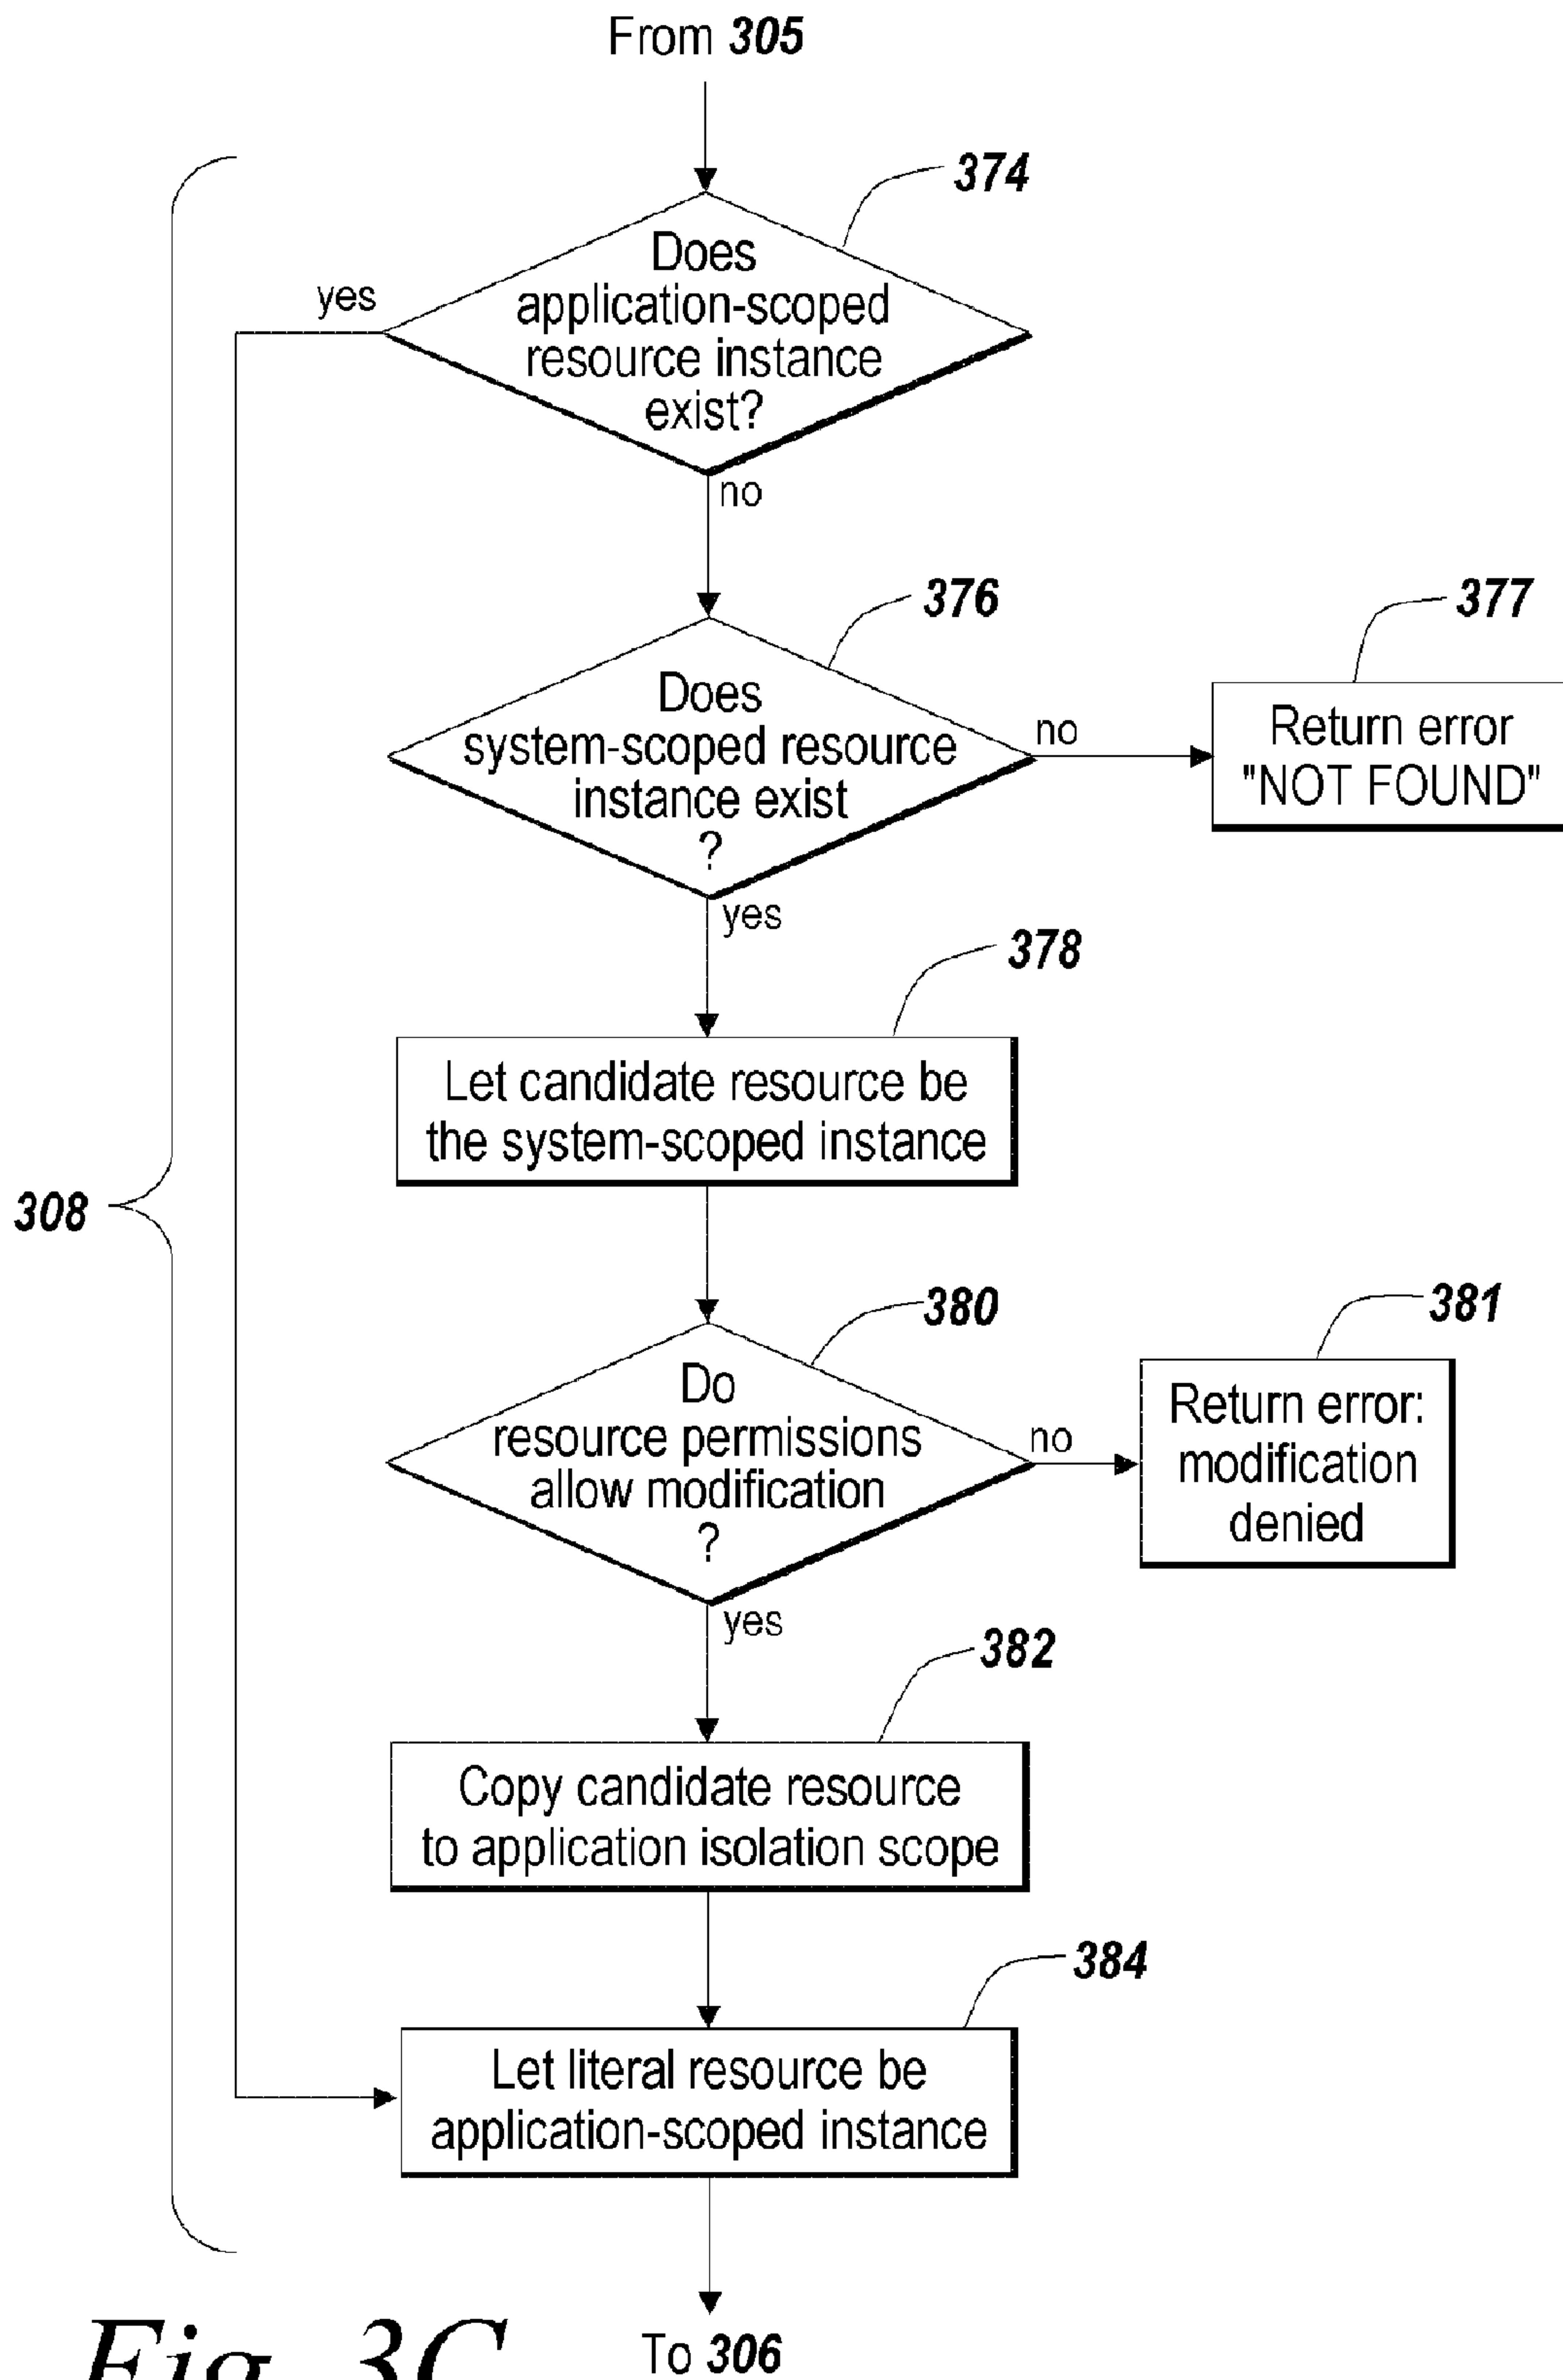 From 305
374
Does
application-scoped
resource instance
exist?
yes
no
376
377
Does
system-scoped resource
instance exist
?
no
Return error
"NOT FOUND"
yes
378
Let candidate resource be
the system-scoped instance
308
380
381
Do
resource permissions
allow modification
?
no
Return error:
modification
denied
yes
382
Copy candidate resource
to application isolation scope
384
Let literal resource be
application-scoped instance
To 306
Fig. 3C